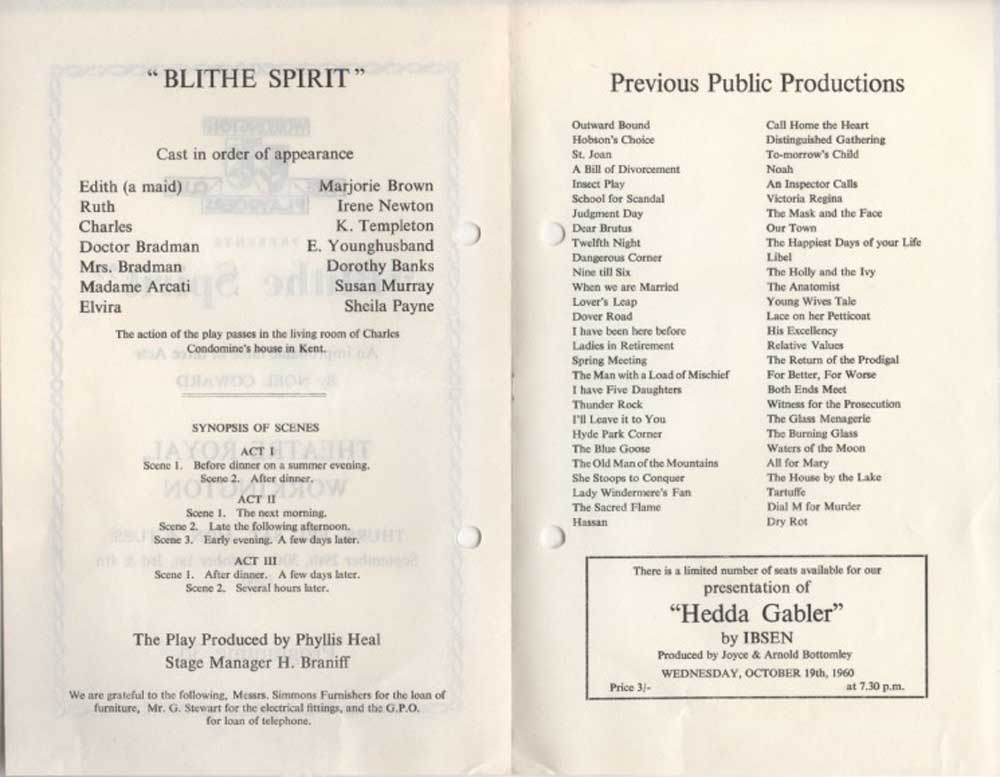 "BLITHE SPIRIT"
Cast in order of appearance
Edith (a maid) Marjorie Brown
Ruth Irene Newton
Charles K. Templeton
Doctor Bradman E. Younghusband
Mrs. Bradman Dorothy Banks
Madame Arcati Susan Murray
Elvira Sheila Payne
The action of the play passes in the living room of Charles
Condomine's house in Kent.
SYNOPSIS OF SCENES
ACT I
Scene 1. Before dinner on a summer evening.
Scene 2. After dinner.
ACT II
Scene 1. The next morning.
Scene 2. Late the following afternoon.
Scene 3. Early evening. A few days later.
ACT III
Scene 1. After dinner. A few days later.
Scene 2. Several hours later.
The Play Produced by Phyllis Heal
Stage Manager H. Braniff
We are grateful to the following, Messrs. Simmons Furnishers for the loan of
furniture, Mr. G. Stewart for the electrical fittings, and the G.P.O.
for loan of telephone.
Previous Public Productions
Outward Bound
Hobson's Choice
St. Joan
A Bill of Divorcement
Insect Play
School for Scandal
Judgment Day
Dear Brutus
Twelfth Night
Dangerous Corner
Nine till Six
When we are Married
Lover's Leap
Dover Road
I have been here before
Ladies in Retirement
Spring Meeting
The Man with a Load of Mischief
I have Five Daughters
Thunder Rock
I'll Leave it to You
Hyde Park Corner
The Blue Goose
The Old Man of the Mountains
She Stoops to Conquer
Lady Windermere's Fan
The Sacred Flame
Hassan
Call Home the Heart
Distinguished Gathering
To-morrow's Child
Noah
An Inspector Calls
Victoria Regina
The Mask and the Face
Our Town
The Happiest Days of your Life
Libel
The Holly and the Ivy
The Anatomist
Young Wives Tale
Lace on her Petticoat
His Excellency
Relative Values
The Return of the Prodigal
For Better, For Worse
Both Ends Meet
Witness for the Prosecution
The Glass Menagerie
The Burning Glass
Waters of the Moon
All for Mary
The House by the Lake
Tartuffe
Dial M for Murder
Dry Rot
There is a limited number of seats available for our
presentation of
"Hedda Gabler"
by IBSEN
Produced by Joyce & Arnold Bottomley
WEDNESDAY, OCTOBER 19th, 1960
Price 3/- at 7.30 p.m.